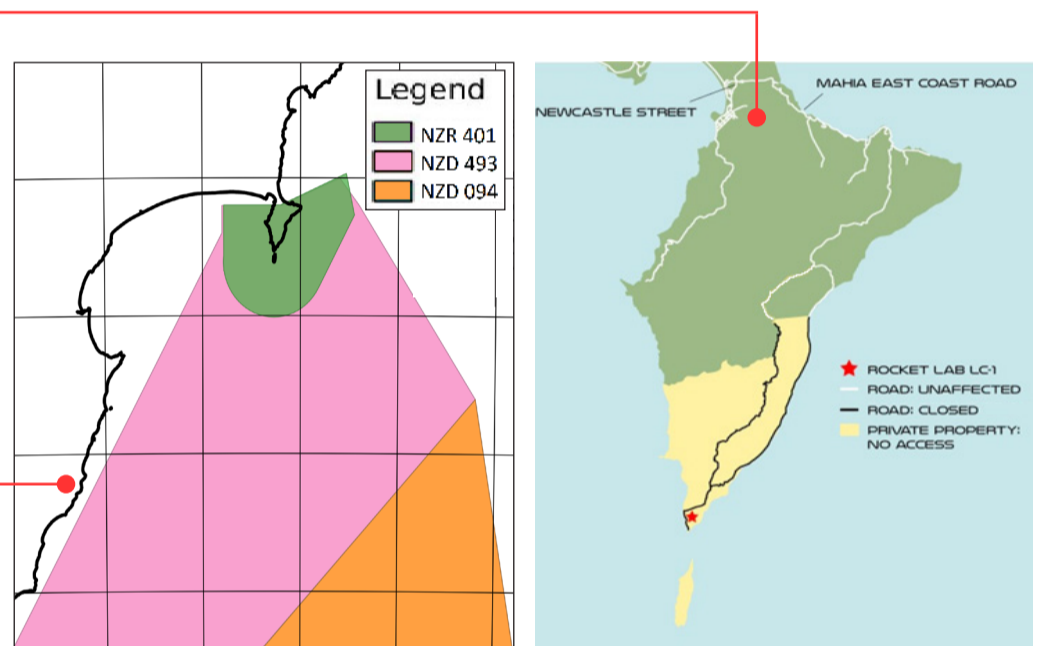 Legend
NZR 401
NZD 493
NZD 094
MAHIA EAST COAST ROAD
NEWCASTLE STREET
ROCKET LAB LC-1
ROAD: UNAFFECTED
ROAD: CLOSED
PRIVATE PROPERTY:
NO ACCESS